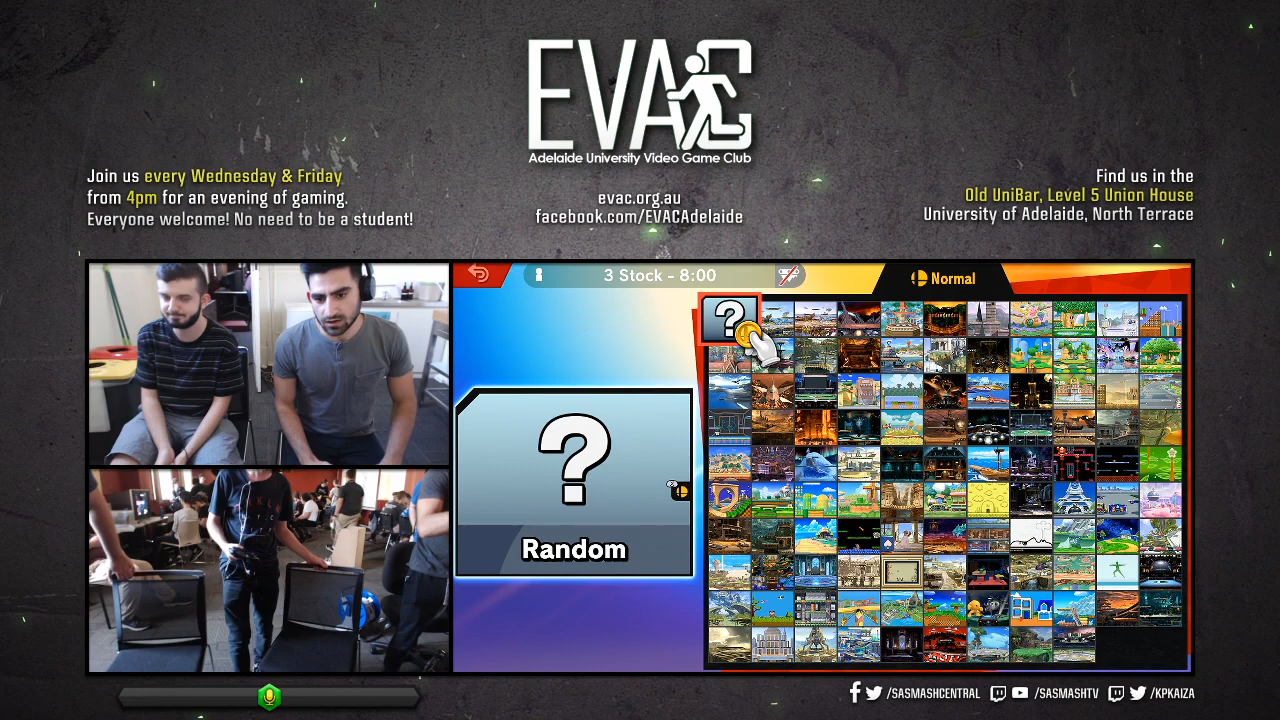 EVAC
Adelaide University Video Game Club
Join us every Wednesday & Friday
from 4pm for an evening of gaming.
Everyone welcome! No need to be a student!
evac.org.au
facebook.com/EVACAdelaide
Find us in the
Old UniBar, Level 5 Union House
University of Adelaide, North Terrace
3 Stock - 8:00
Normal
?
?
Random
/SASMASHCENTRAL /SASMASHTV /KPKAIZA